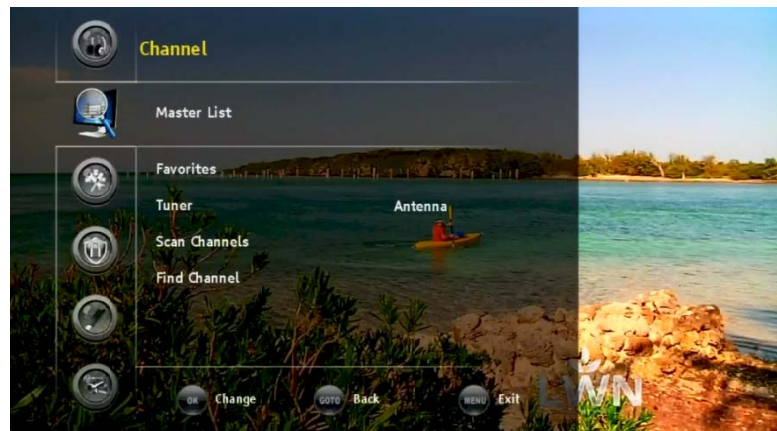 Channel
Master List
Favorites
Tuner Antenna
Scan Channels
Find Channel
OK Change GOTO Back MENU Exit
LWN